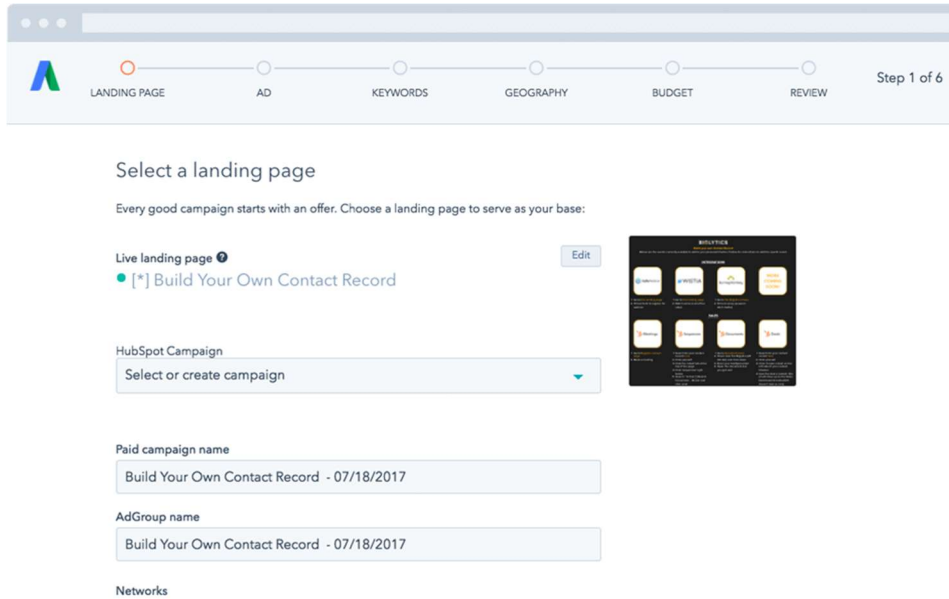 LANDING PAGE
AD
KEYWORDS
GEOGRAPHY
BUDGET
REVIEW
Step 1 of 6
Select a landing page
Every good campaign starts with an offer. Choose a landing page to serve as your base:
Live landing page
Edit
[*] Build Your Own Contact Record
HubSpot Campaign
Select or create campaign
Paid campaign name
Build Your Own Contact Record - 07/18/2017
AdGroup name
Build Your Own Contact Record - 07/18/2017
Networks